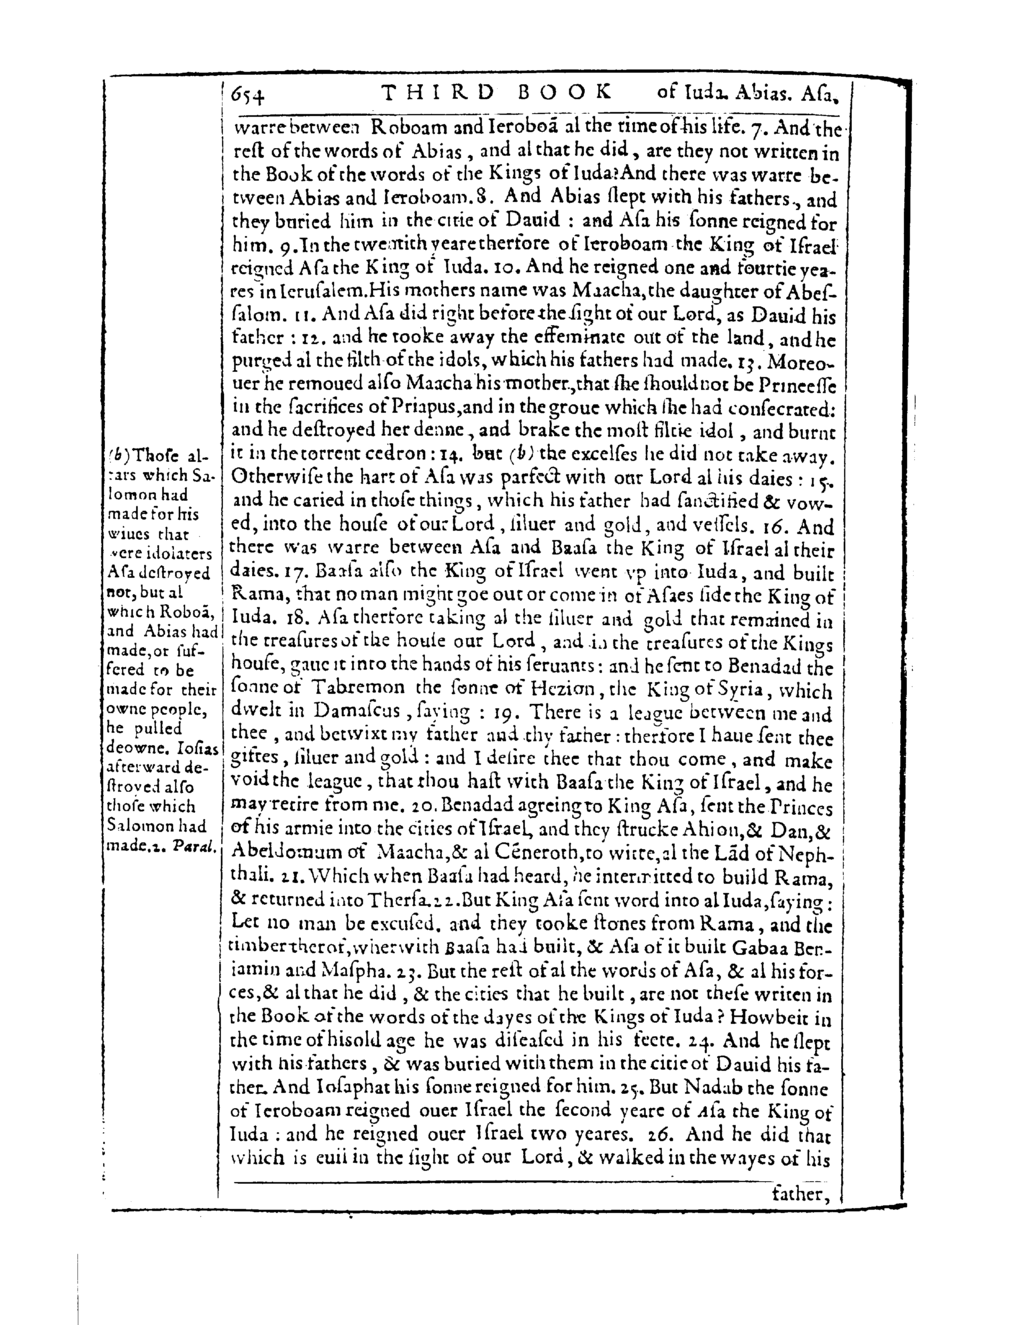 654 THIRD BOOK of Iuda. Abias. Aſa,
warre betweeen Roboam and Ieroboã al the time of his life. 7. And the
reſt of the words of Abias, and al that he did, are they not written in
the Book of the words of the Kings of Iuda? And there was warre be-
tween Abias and Ieroboam. 8. And Abias ſlept with his fathers, and
they buried him in the citie of Dauid : and Aſa his ſonne reigned for
him. 9. In the twentith yeare therfore of Ieroboam the King of Iſrael
reigned Aſa the King of Iuda. 10. And he reigned one and fourtie yea-
res in Ieruſalem. His mothers name was Maacha, the daughter of Abeſ-
ſalom. 11. And Aſa did right before the ſight of our Lord, as Dauid his
father : 12. and he tooke away the effeminate out of the land, and he
purged al the filth of the idols, which his fathers had made. 13. Moreo-
uer he remoued alſo Maacha his mother, that ſhe ſhould not be Princeſſe
in the ſacrifices of Priapus, and in the groue which ſhe had conſecrated:
and he deſtroyed her denne, and brake the moſt filtie idol, and burnt
it in the torrent cedron : 14. but (b) the excelſes he did not take away.
Otherwiſe the hart of Aſa was parfect with our Lord al his daies : 15.
and he caried in thoſe things, which his father had ſanctified & vow-
ed, into the houſe of our Lord, ſiluer and gold, and veſſels. 16. And
there was warre between Aſa and Baaſa the King of Iſrael al their
daies. 17. Baaſa alſo the King of Iſrael went vp into Iuda, and built
Rama, that no man might goe out or come in of Aſaes ſide the King of
Iuda. 18. Aſa therfore taking al the ſiluer and gold that remained in
the treaſures of the houſe our Lord, and in the treaſures of the Kings
houſe, gaue it into the hands of his ſeruants: and he ſent to Benadad the
ſonne of Tabremon the ſonne of Hezion, the King of Syria, which
dwelt in Damaſcus, ſaying : 19. There is a league between me and
thee, and betwixt my father and thy father : therfore I haue ſent thee
giftes, ſiluer and gold : and I deſire thee that thou come, and make
void the league, that thou haſt with Baaſa the King of Iſrael, and he
may retire from me. 20. Benadad agreing to King Aſa, ſent the Princes
of his armie into the cities of Iſrael, and they ſtrucke Ahion, & Dan, &
Abeldomum of Maacha, & al Cēneroth, to witte, al the Lād of Neph-
thali. 21. Which when Baaſa had heard, he intermitted to build Rama,
& returned into Therſa. 22. But King Aſa ſent word into al Iuda, ſaying :
Let no man be excuſed. and they tooke ſtones from Rama, and the
timber therof, wherwith Baaſa had built, & Aſa of it built Gabaa Ben-
iamin and Maſpha. 23. But the reſt of al the words of Aſa, & al his for-
ces, & al that he did, & the cities that he built, are not theſe writen in
the Book of the words of the dayes of the Kings of Iuda? Howbeit in
the time of his old age he was diſeaſed in his feete. 24. And he ſlept
with his fathers, & was buried with them in the citie of Dauid his fa-
ther. And Ioſaphat his ſonne reigned for him. 25. But Nadab the ſonne
of Ieroboam reigned ouer Iſrael the ſecond yeare of Aſa the King of
Iuda : and he reigned ouer Iſrael two yeares. 26. And he did that
which is euil in the ſight of our Lord, & walked in the wayes of his
father,
(b) Thoſe al-
tars which Sa-
lomon had
made for his
wiues that
were idolaters
Aſa deſtroyed
not, but al
which Roboã,
and Abias had
made, or ſuf-
fered to be
made for their
owne people,
he pulled
deowne. Ioſias
afterward de-
ſtroyed alſo
thoſe which
Salomon had
made. 2. Paral.